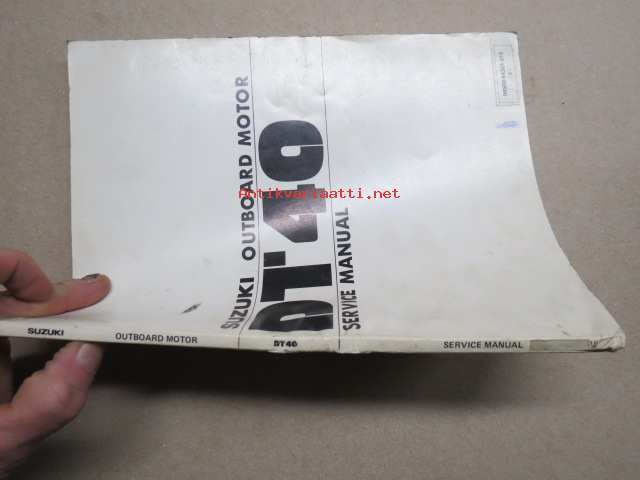 SUZUKI OUTBOARD MOTOR
DT40
SERVICE MANUAL
Antikvariaatti.net
SUZUKI OUTBOARD MOTOR DT40 SERVICE MANUAL